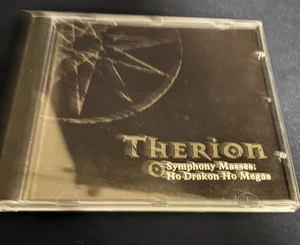 THERION
Symphony Masses:
Ho Drakon Ho Megas